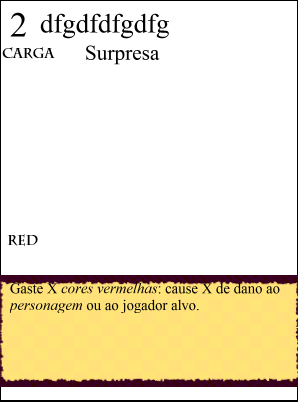 2 dfgdfdfgdfg
CARGA Surpresa
RED
Gaste X cores vermelhas: cause X de dano ao
personagem ou ao jogador alvo.